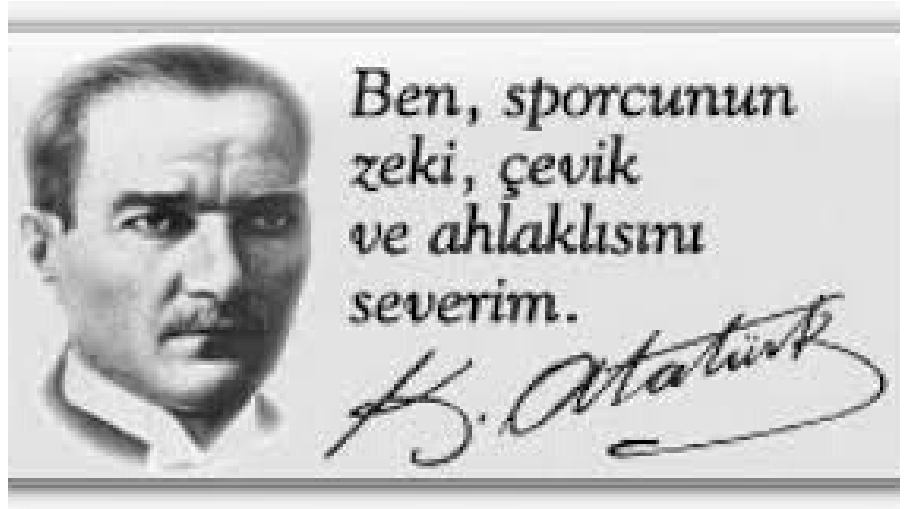 Ben, sporcunun
zeki, çevik
ve ahlaklısını
severim.
K. Atatürk